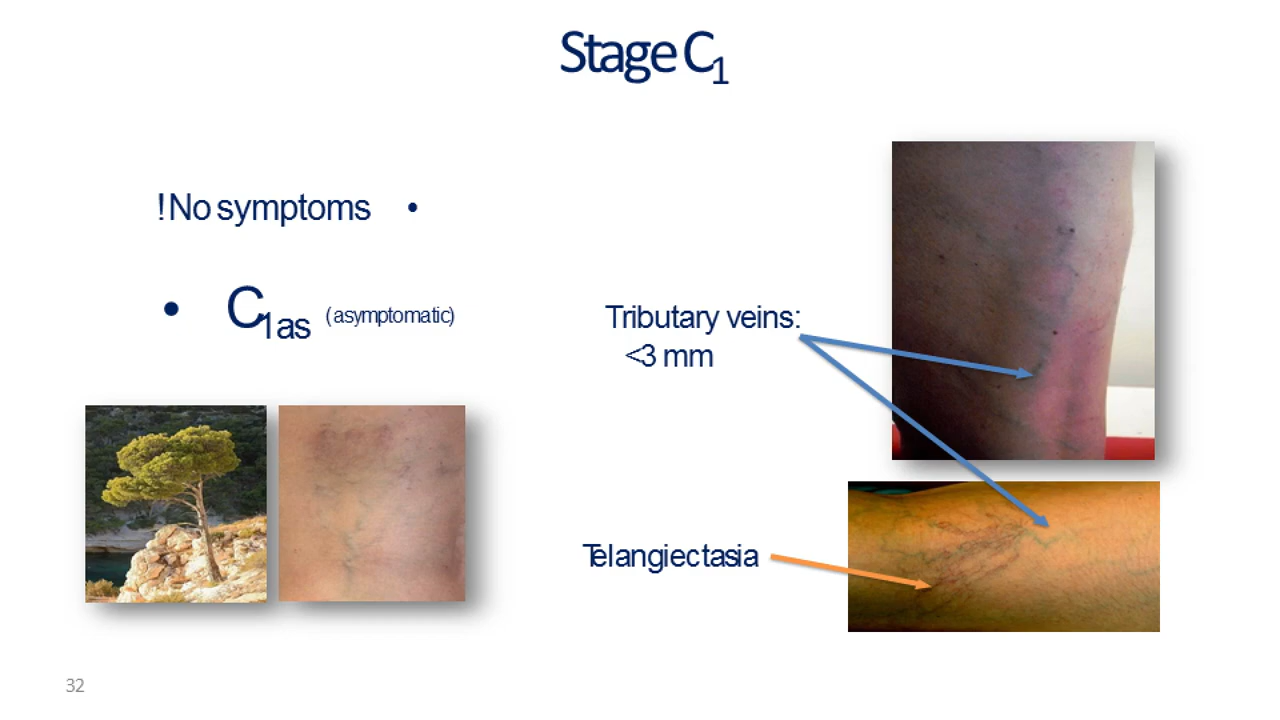 Stage C1
!No symptoms •
• C1as (asymptomatic)
Tributary veins:
<3 mm
Telangiectasia
32